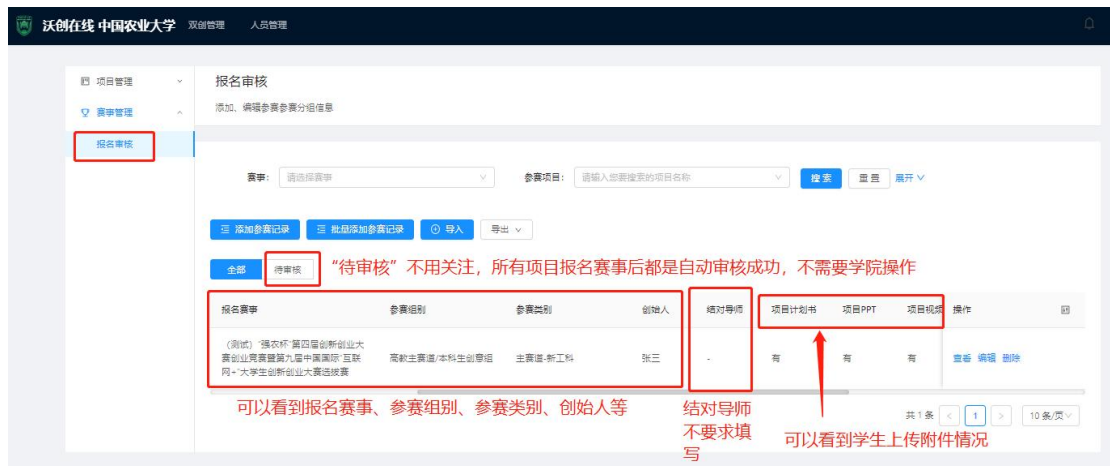 沃创在线 中国农业大学 双创管理 人员管理
项目管理
赛事管理
报名审核
报名审核
添加、编辑参赛参赛分组信息
赛事: 请选择赛事 参赛项目: 请输入您要搜索的项目名称 搜索 重置 展开
添加参赛记录 批量添加参赛记录 导入 导出
全部 待审核 “待审核”不用关注，所有项目报名赛事后都是自动审核成功，不需要学院操作
报名赛事 参赛组别 参赛类别 创始人 结对导师 项目计划书 项目PPT 项目视频 操作
（测试）“强农杯”第四届创新创业大
赛创业竞赛暨第九届中国国际“互联
网+”大学生创新创业大赛选拔赛
高教主赛道/本科生创意组 主赛道-新工科 张三 - 有 有 有 查看 编辑 删除
可以看到报名赛事、参赛组别、参赛类别、创始人等
结对导师
不要求填
写
共1条 < 1 > 10条/页
可以看到学生上传附件情况